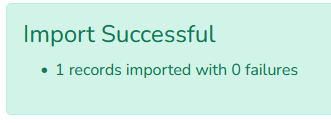 Import Successful
• 1 records imported with 0 failures